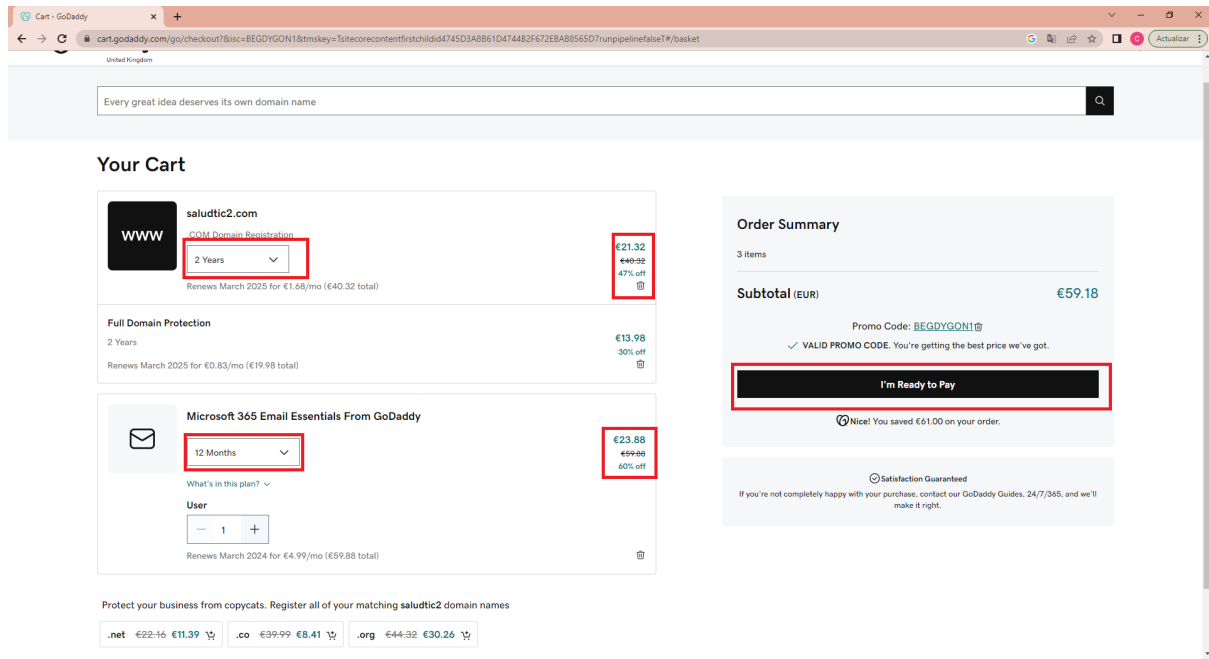 Cart - GoDaddy
cart.godaddy.com/go/checkout?&isc=BEGDYGON1&tmskey=Tsitecorecontentfirstchildid4745D3A8B61D4744B2F672EBAB8565D7runpipelinefalseT#/basket
Actualizar
United Kingdom
Every great idea deserves its own domain name
Your Cart
www
saludtic2.com
.COM Domain Registration
2 Years
€21.32
€40.32
47% off
Renews March 2025 for €1.68/mo (€40.32 total)
Full Domain Protection
2 Years
€13.98
30% off
Renews March 2025 for €0.83/mo (€19.98 total)
Microsoft 365 Email Essentials From GoDaddy
12 Months
€23.88
€59.88
60% off
What's in this plan?
User
1
Renews March 2024 for €4.99/mo (€59.88 total)
Protect your business from copycats. Register all of your matching saludtic2 domain names
.net €22.16 €11.39 .co €39.99 €8.41 .org €44.32 €30.26
Order Summary
3 items
Subtotal (EUR) €59.18
Promo Code: BEGDYGON1
VALID PROMO CODE. You're getting the best price we've got.
I'm Ready to Pay
Nice! You saved €61.00 on your order.
Satisfaction Guaranteed
If you're not completely happy with your purchase, contact our GoDaddy Guides, 24/7/365, and we'll
make it right.